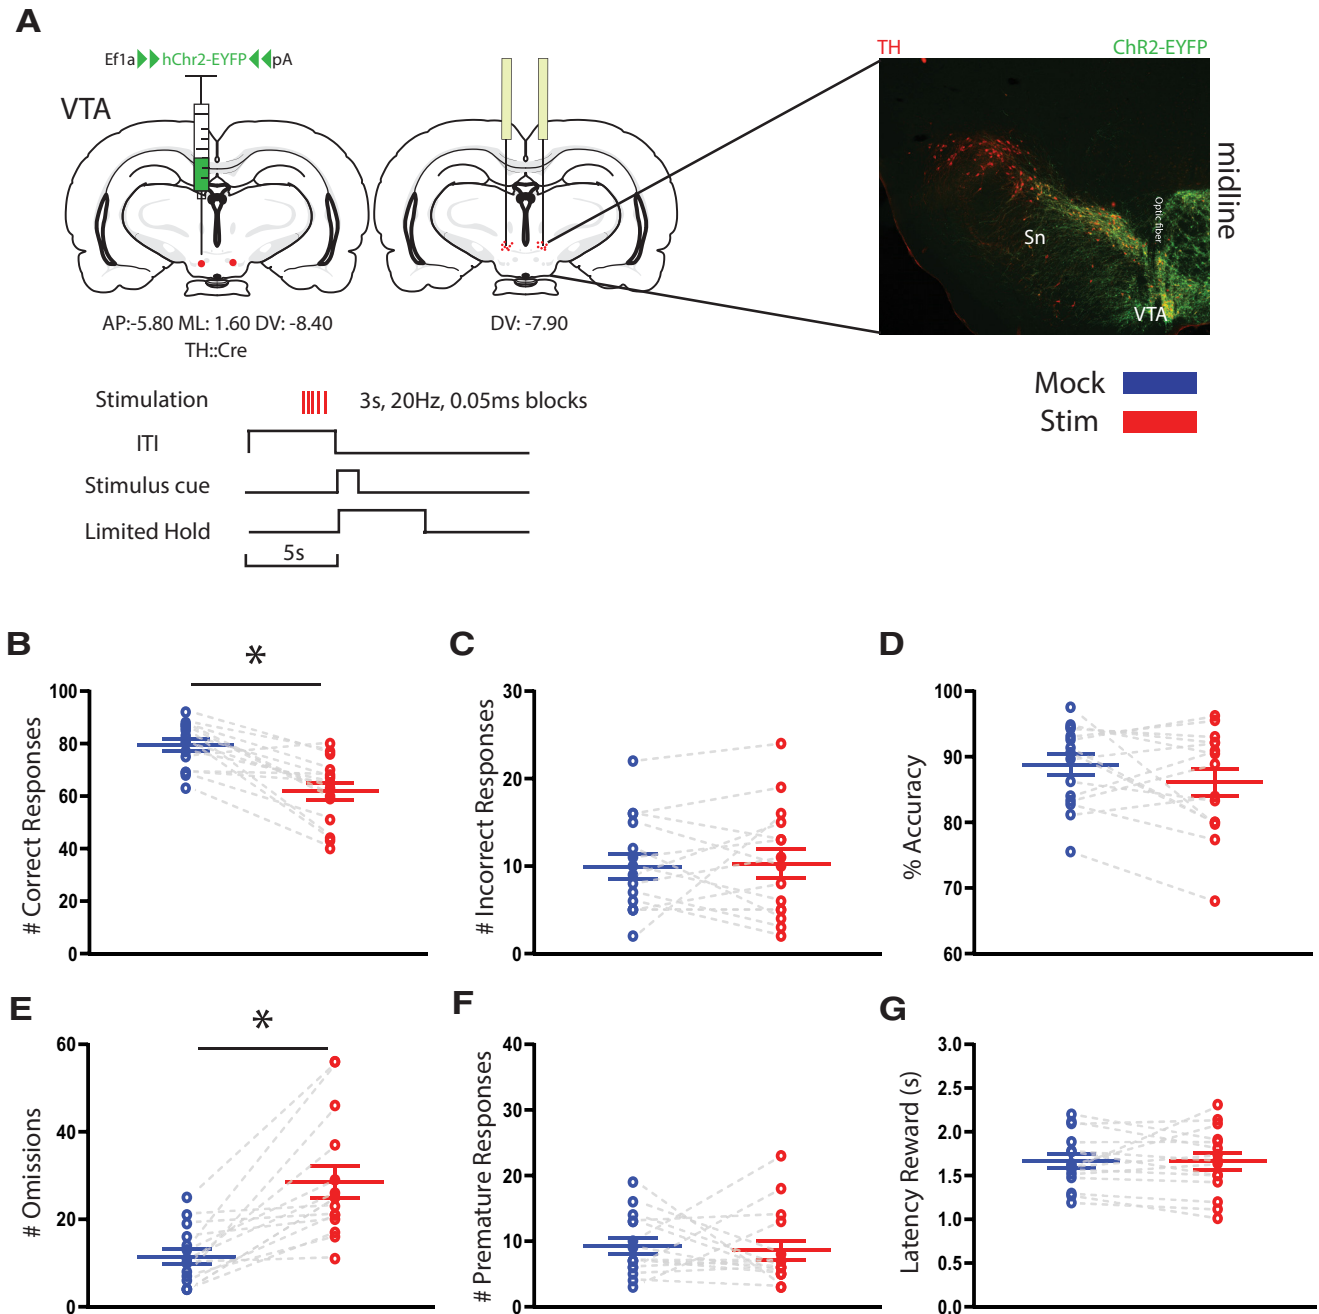 A
Ef1a hChr2-EYFP pA
VTA
TH ChR2-EYFP
midline
Optic fiber
Sn
VTA
AP:-5.80 ML: 1.60 DV: -8.40
TH::Cre
DV: -7.90
Mock
Stim
Stimulation 3s, 20Hz, 0.05ms blocks
ITI
Stimulus cue
Limited Hold
5s
B
*
# Correct Responses
100
80
60
40
20
0
C
# Incorrect Responses
30
20
10
0
D
% Accuracy
100
90
80
70
60
E
*
# Omissions
60
40
20
0
F
# Premature Responses
40
30
20
10
0
G
Latency Reward (s)
3.0
2.5
2.0
1.5
1.0
0.5
0.0